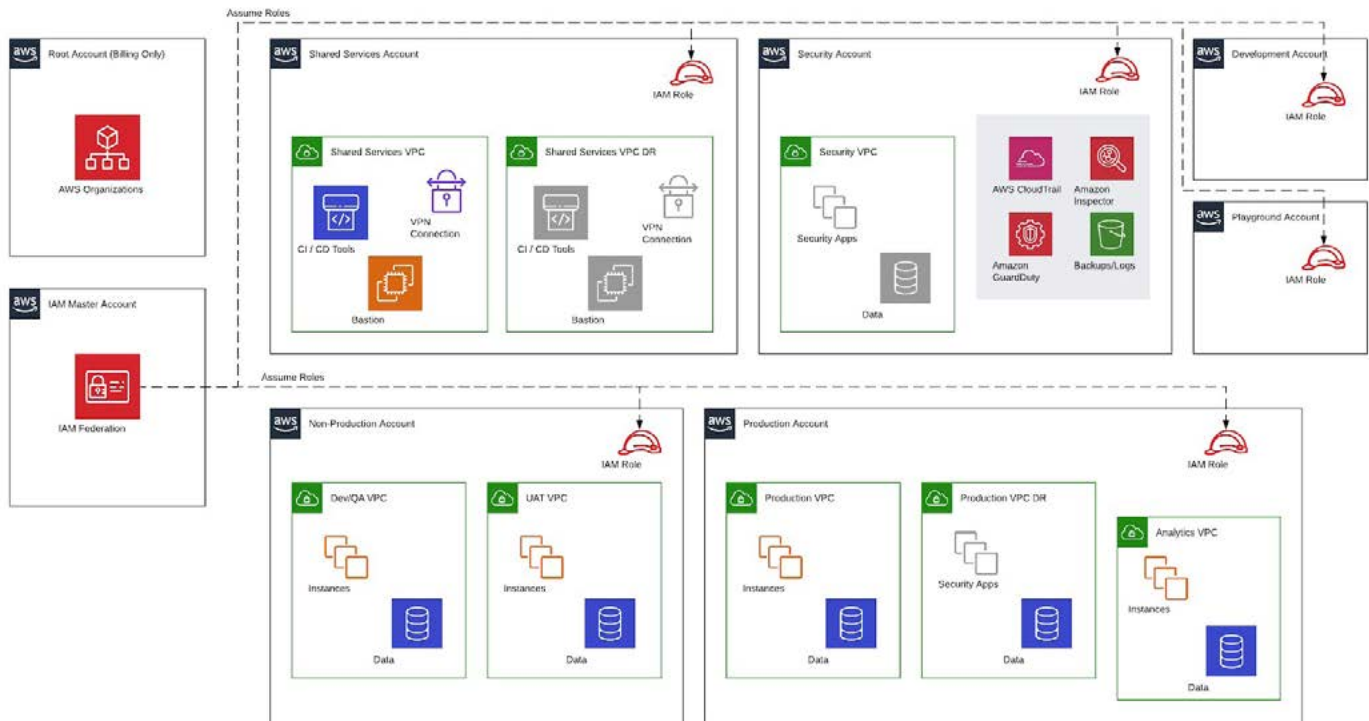 Assume Roles
aws
Root Account (Billing Only)
AWS Organizations
aws
IAM Master Account
IAM Federation
aws
Shared Services Account
IAM Role
Shared Services VPC
CI / CD Tools
VPN
Connection
Bastion
Shared Services VPC DR
CI / CD Tools
VPN
Connection
Bastion
aws
Security Account
IAM Role
Security VPC
Security Apps
Data
AWS CloudTrail
Amazon
Inspector
Amazon
GuardDuty
Backups/Logs
aws
Development Account
IAM Role
aws
Playground Account
IAM Role
Assume Roles
aws
Non-Production Account
IAM Role
Dev/QA VPC
Instances
Data
UAT VPC
Instances
Data
aws
Production Account
IAM Role
Production VPC
Instances
Data
Production VPC DR
Security Apps
Data
Analytics VPC
Instances
Data